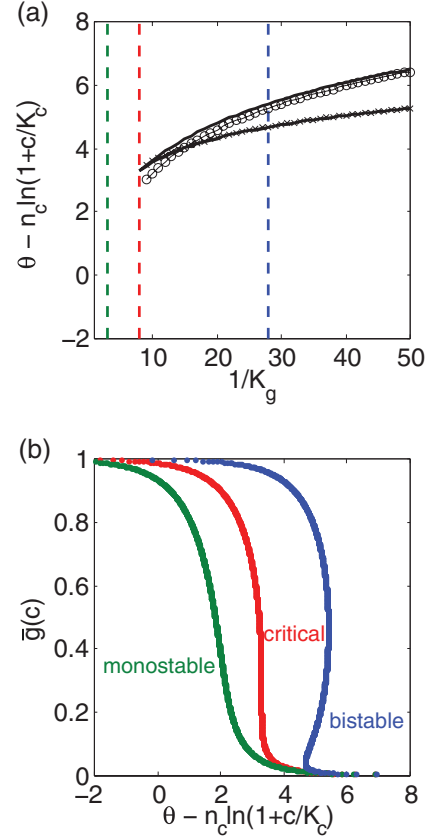 (a)
8
6
4
2
0
−2
θ − n_c ln(1+c/K_c)
10 20 30 40 50
1/K_g
(b)
1
0.8
0.6
0.4
0.2
0
g̅(c)
critical
monostable
bistable
−2 0 2 4 6 8
θ − n_c ln(1+c/K_c)